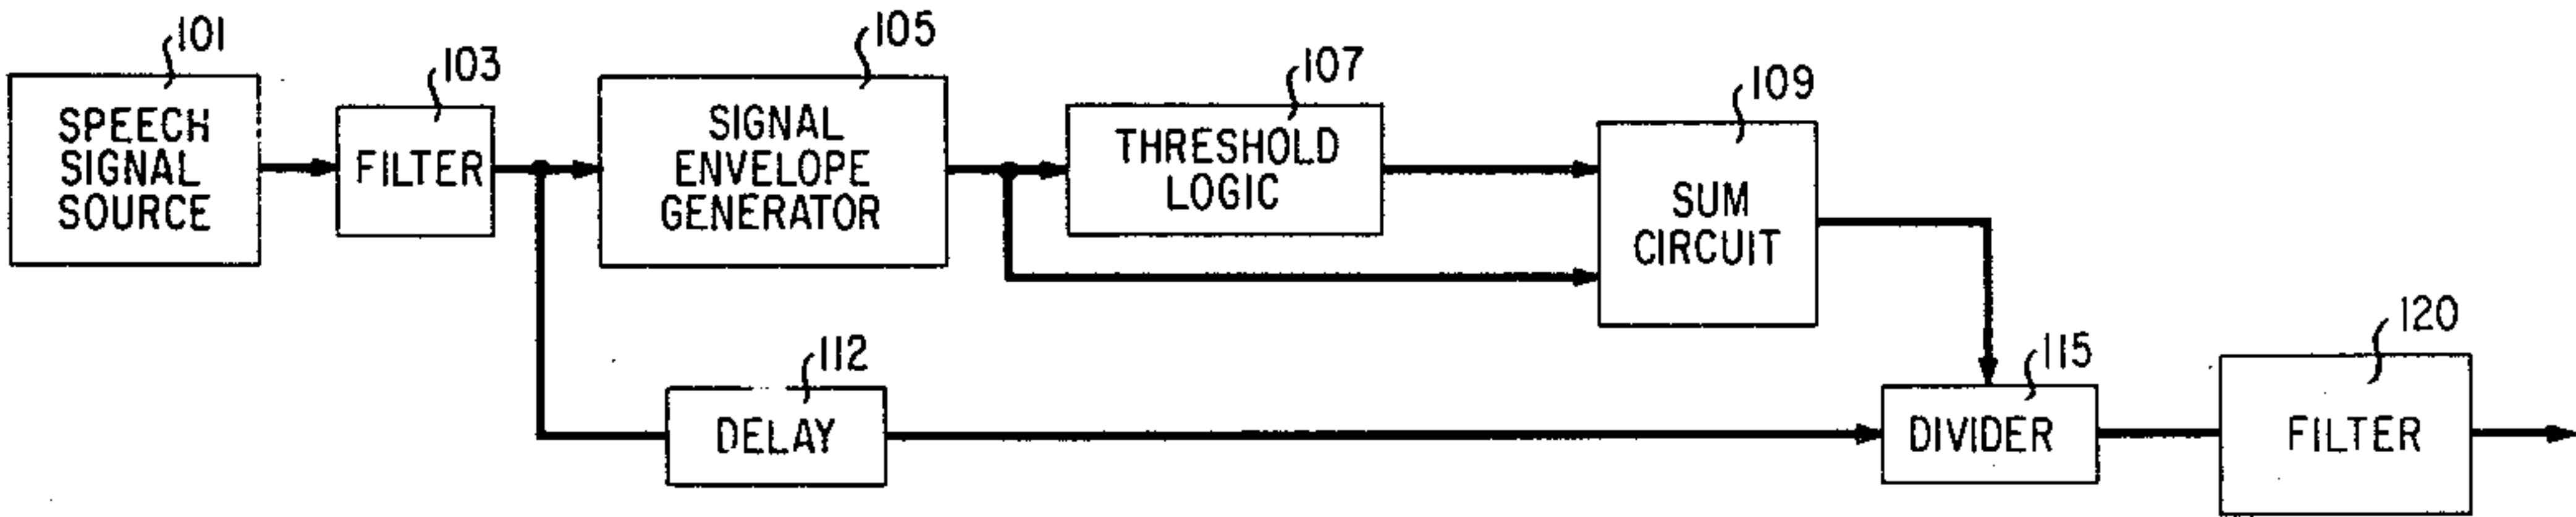 101
SPEECH
SIGNAL
SOURCE
103
FILTER
105
SIGNAL
ENVELOPE
GENERATOR
107
THRESHOLD
LOGIC
109
SUM
CIRCUIT
112
DELAY
115
DIVIDER
120
FILTER